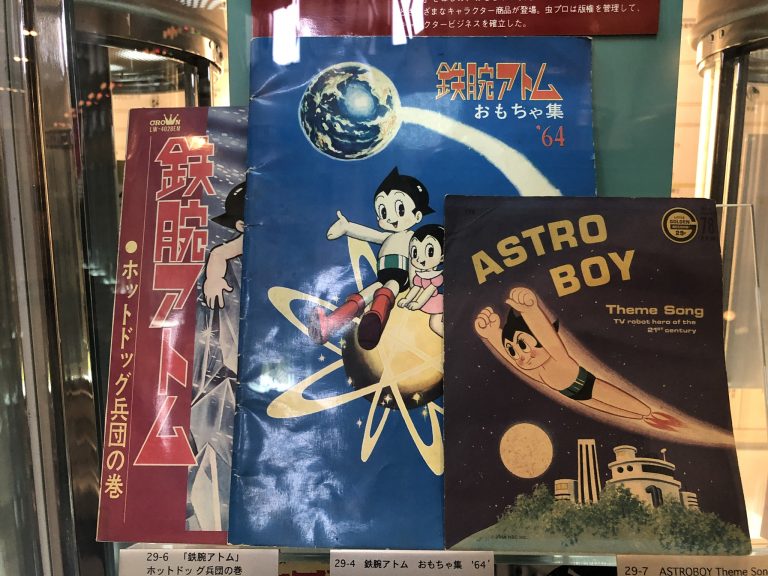 ざまなキャラクター商品が登場。虫プロは版権を管理して、
クタービジネスを確立した。
CROWN
LW-4028EM
鉄腕アトム
●ホットドッグ兵団の巻
鉄腕アトム
おもちゃ集
'64
ASTRO
BOY
GOLDEN
29¢
78
Theme Song
TV robot hero of the
21st century
29-6 「鉄腕アトム」
ホットドッグ兵団の巻
29-4 鉄腕アトム おもちゃ集 '64
29-7 ASTROBOY Theme Son